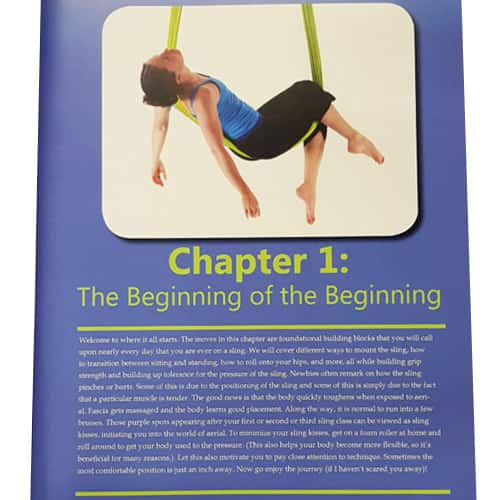 Chapter 1:
The Beginning of the Beginning
Welcome to where it all starts. The moves in this chapter are foundational building blocks that you will call
upon nearly every day that you are ever on a sling. We will cover different ways to mount the sling, how
to transition between sitting and standing, how to roll onto your hips, and more, all while building grip
strength and building up tolerance for the pressure of the sling. Newbies often remark on how the sling
pinches or hurts. Some of this is due to the positioning of the sling and some of this is simply due to the fact
that a particular muscle is tender. The good news is that the body quickly toughens when exposed to aeri-
al. Fascia gets massaged and the body learns good placement. Along the way, it is normal to run into a few
bruises. Those purple spots appearing after your first or second or third sling class can be viewed as sling
kisses, initiating you into the world of aerial. To minimize your sling kisses, get on a foam roller at home and
roll around to get your body used to the pressure. (This also helps your body become more flexible, so it's
beneficial for many reasons.) Let this also motivate you to pay close attention to technique. Sometimes the
most comfortable position is just an inch away. Now go enjoy the journey (if I haven't scared you away)!